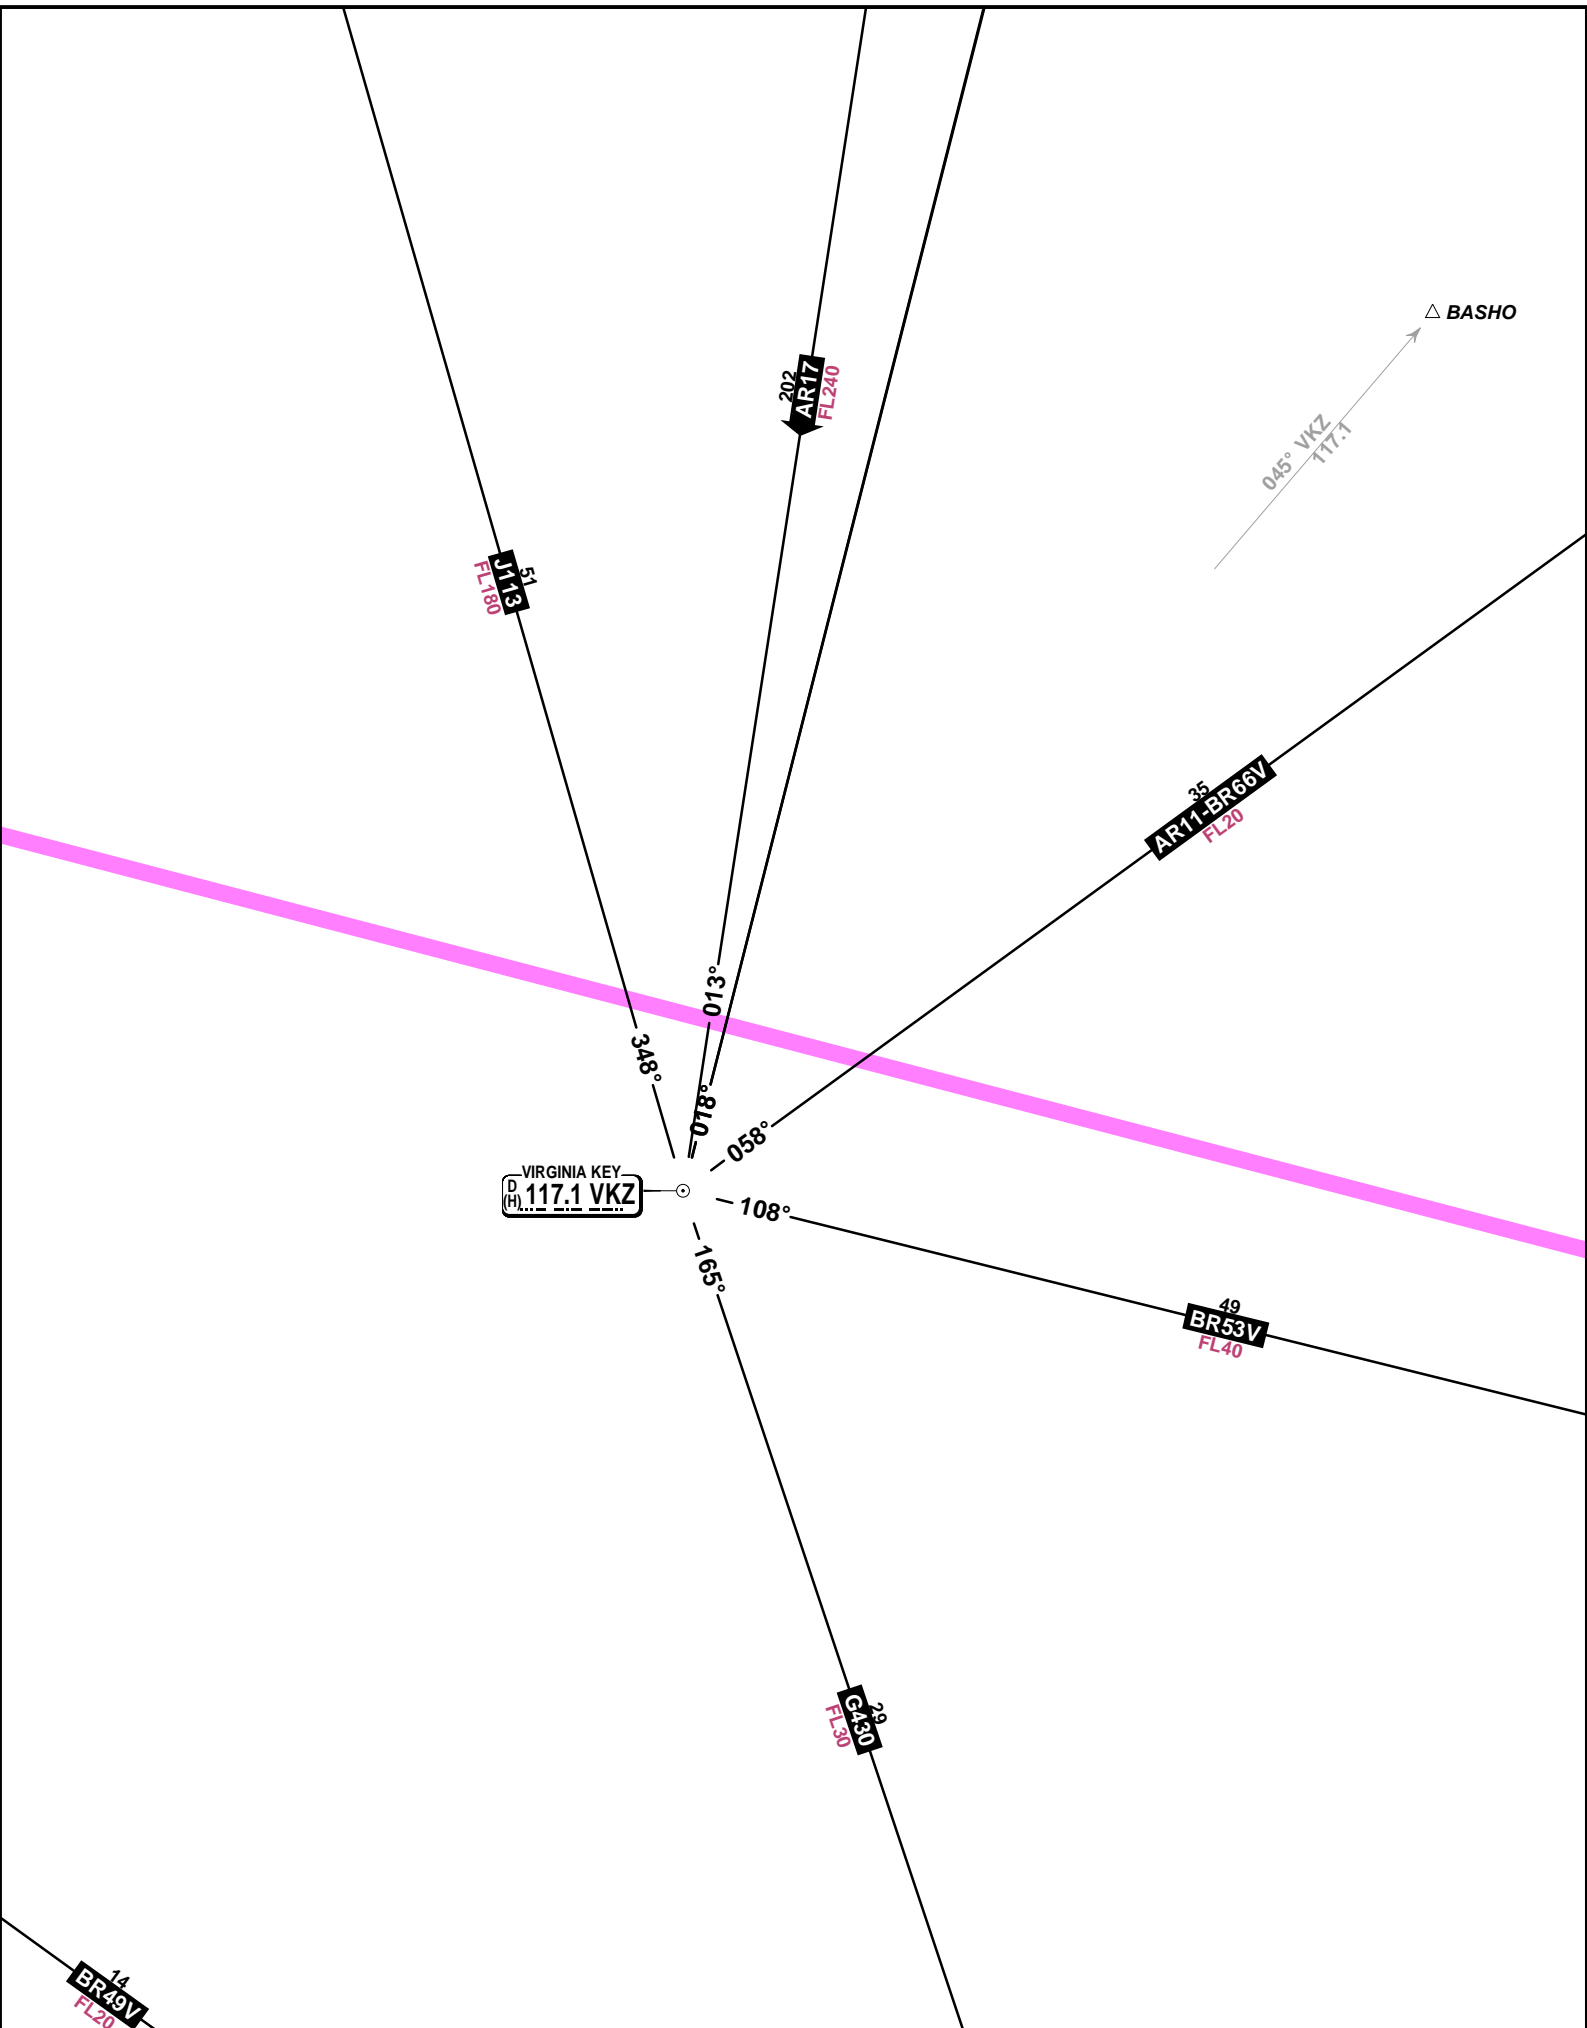 BASHO
202
AR17
FL240
045° VKZ
117.1
51
J113
FL180
35
AR11-BR66V
FL20
013°
348°
018°
058°
VIRGINIA KEY
D
(H)
117.1 VKZ
108°
165°
49
BR53V
FL40
29
G430
FL30
14
BR49V
FL20